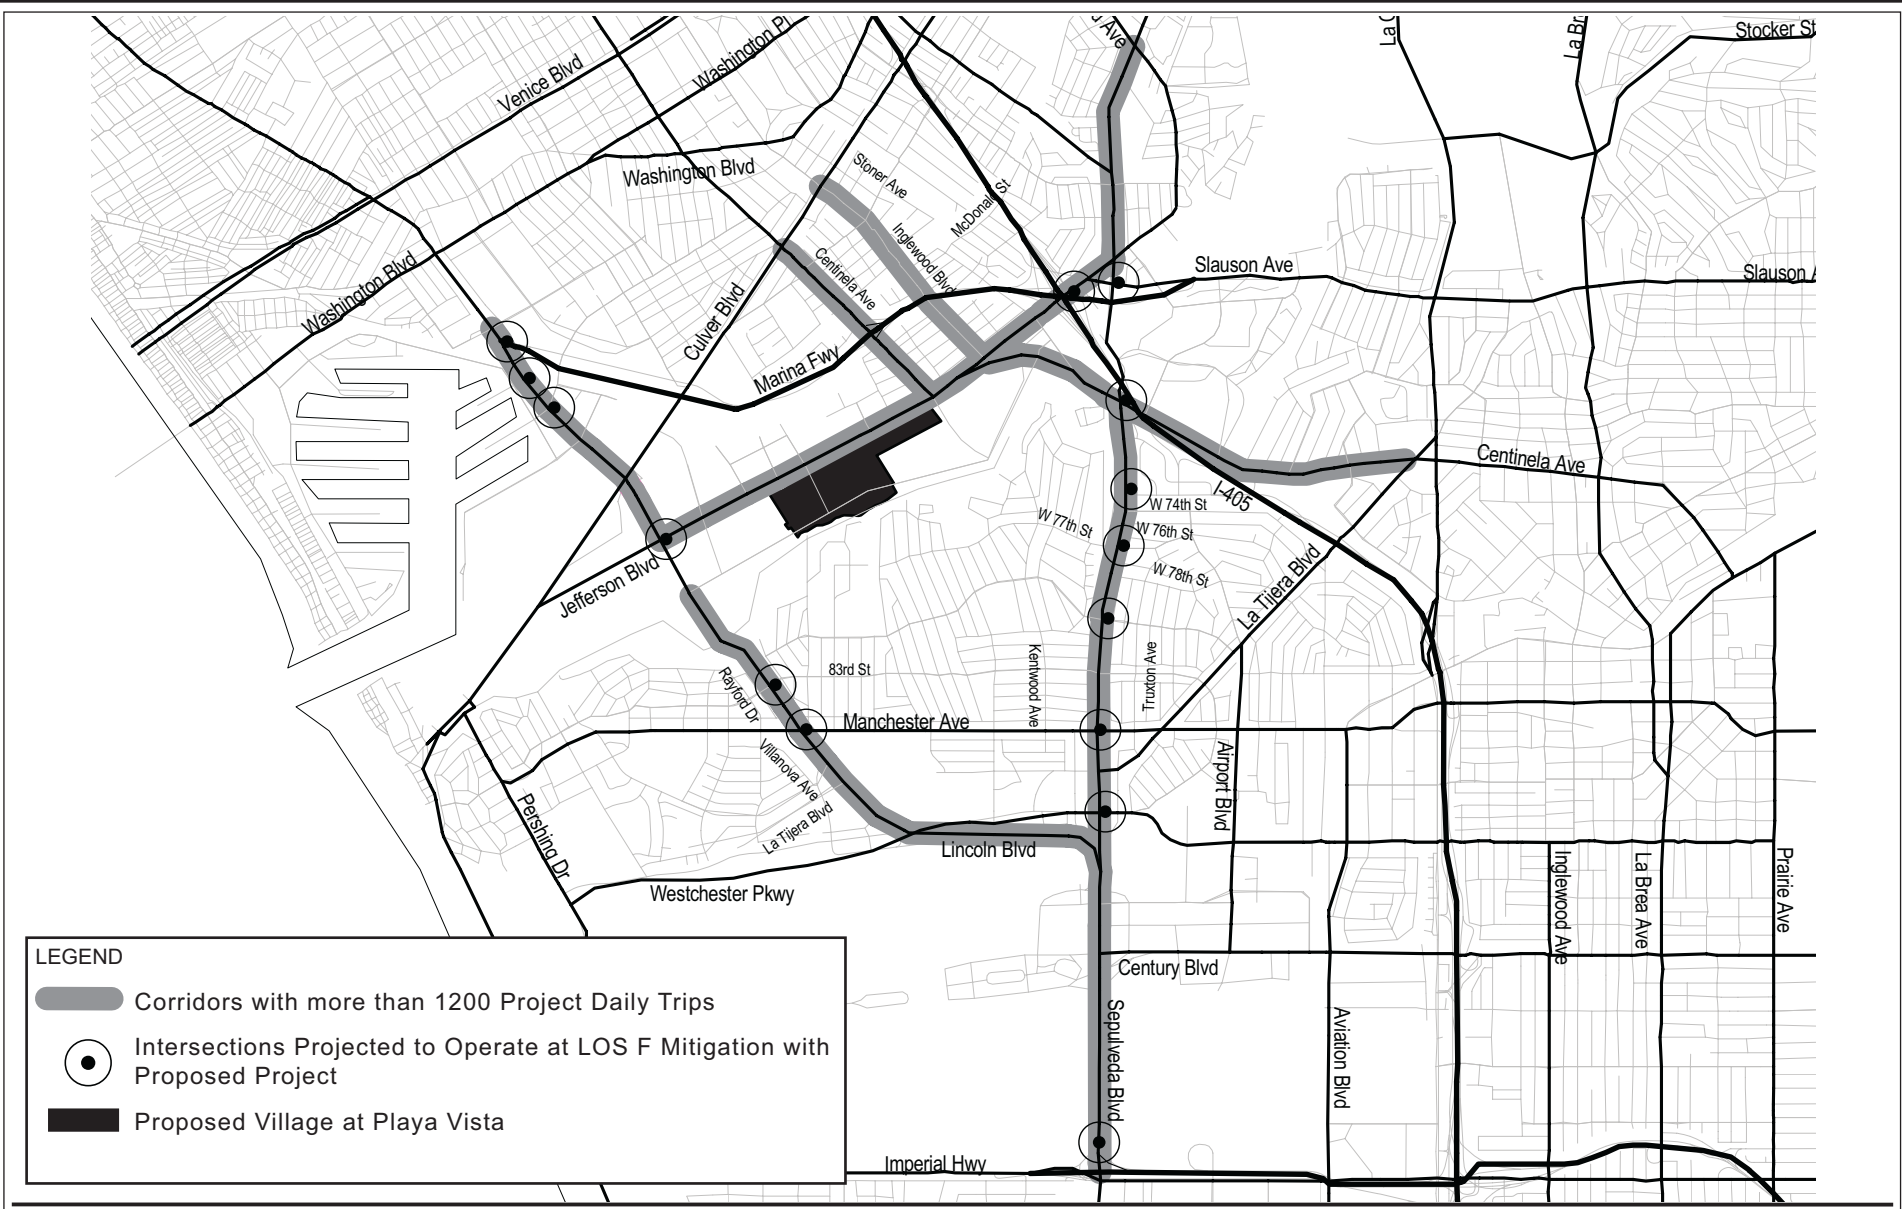 Stocker St
Venice Blvd
Washington Pl
Ave
La
La Br
Washington Blvd
Stoner Ave
McDonald St
Inglewood Blvd
Centinela Ave
Slauson Ave
Slauson A
Washington Blvd
Culver Blvd
Marina Fwy
Centinela Ave
I-405
W 74th St
W 77th St
W 76th St
W 78th St
La Tijera Blvd
Jefferson Blvd
Kentwood Ave
Truxton Ave
83rd St
Rayford Dr
Manchester Ave
Villanova Ave
La Tijera Blvd
Airport Blvd
Pershing Dr
Lincoln Blvd
Westchester Pkwy
Inglewood Ave
La Brea Ave
Prairie Ave
Century Blvd
Sepulveda Blvd
Aviation Blvd
Imperial Hwy
LEGEND
Corridors with more than 1200 Project Daily Trips
Intersections Projected to Operate at LOS F Mitigation with
Proposed Project
Proposed Village at Playa Vista